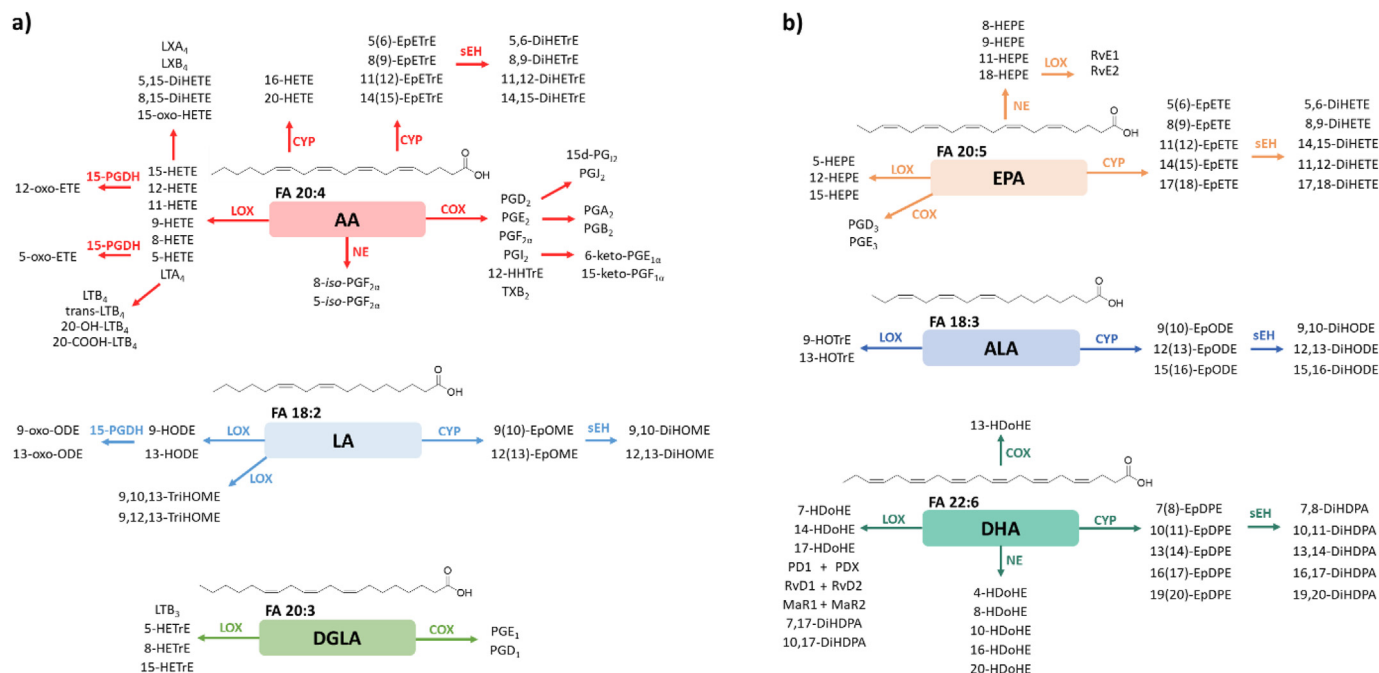 a)
LXA4
LXB4
5,15-DiHETE
8,15-DiHETE
15-oxo-HETE
16-HETE
20-HETE
5(6)-EpETrE
8(9)-EpETrE
11(12)-EpETrE
14(15)-EpETrE
sEH
5,6-DiHETrE
8,9-DiHETrE
11,12-DiHETrE
14,15-DiHETrE
CYP
CYP
O
OH
FA 20:4
AA
15-PGDH
12-oxo-ETE
15-HETE
12-HETE
11-HETE
9-HETE
8-HETE
5-HETE
LTA4
15-PGDH
5-oxo-ETE
LOX
LTB4
trans-LTB4
20-OH-LTB4
20-COOH-LTB4
NE
8-iso-PGF2α
5-iso-PGF2α
COX
PGD2
PGE2
PGF2α
PGI2
12-HHTrE
TXB2
15d-PGJ2
PGJ2
PGA2
PGB2
6-keto-PGE1α
15-keto-PGF1α
O
OH
FA 18:2
LA
LOX
9-HODE
13-HODE
15-PGDH
9-oxo-ODE
13-oxo-ODE
LOX
9,10,13-TriHOME
9,12,13-TriHOME
CYP
9(10)-EpOME
12(13)-EpOME
sEH
9,10-DiHOME
12,13-DiHOME
O
OH
FA 20:3
DGLA
LOX
LTB3
5-HETrE
8-HETrE
15-HETrE
COX
PGE1
PGD1
b)
8-HEPE
9-HEPE
11-HEPE
18-HEPE
LOX
RvE1
RvE2
NE
O
OH
FA 20:5
EPA
LOX
5-HEPE
12-HEPE
15-HEPE
COX
PGD3
PGE3
CYP
5(6)-EpETE
8(9)-EpETE
11(12)-EpETE
14(15)-EpETE
17(18)-EpETE
sEH
5,6-DiHETE
8,9-DiHETE
14,15-DiHETE
11,12-DiHETE
17,18-DiHETE
O
OH
FA 18:3
ALA
LOX
9-HOTrE
13-HOTrE
CYP
9(10)-EpODE
12(13)-EpODE
15(16)-EpODE
sEH
9,10-DiHODE
12,13-DiHODE
15,16-DiHODE
13-HDoHE
COX
O
OH
FA 22:6
DHA
LOX
7-HDoHE
14-HDoHE
17-HDoHE
PD1 + PDX
RvD1 + RvD2
MaR1 + MaR2
7,17-DiHDPA
10,17-DiHDPA
NE
4-HDoHE
8-HDoHE
10-HDoHE
16-HDoHE
20-HDoHE
CYP
7(8)-EpDPE
10(11)-EpDPE
13(14)-EpDPE
16(17)-EpDPE
19(20)-EpDPE
sEH
7,8-DiHDPA
10,11-DiHDPA
13,14-DiHDPA
16,17-DiHDPA
19,20-DiHDPA